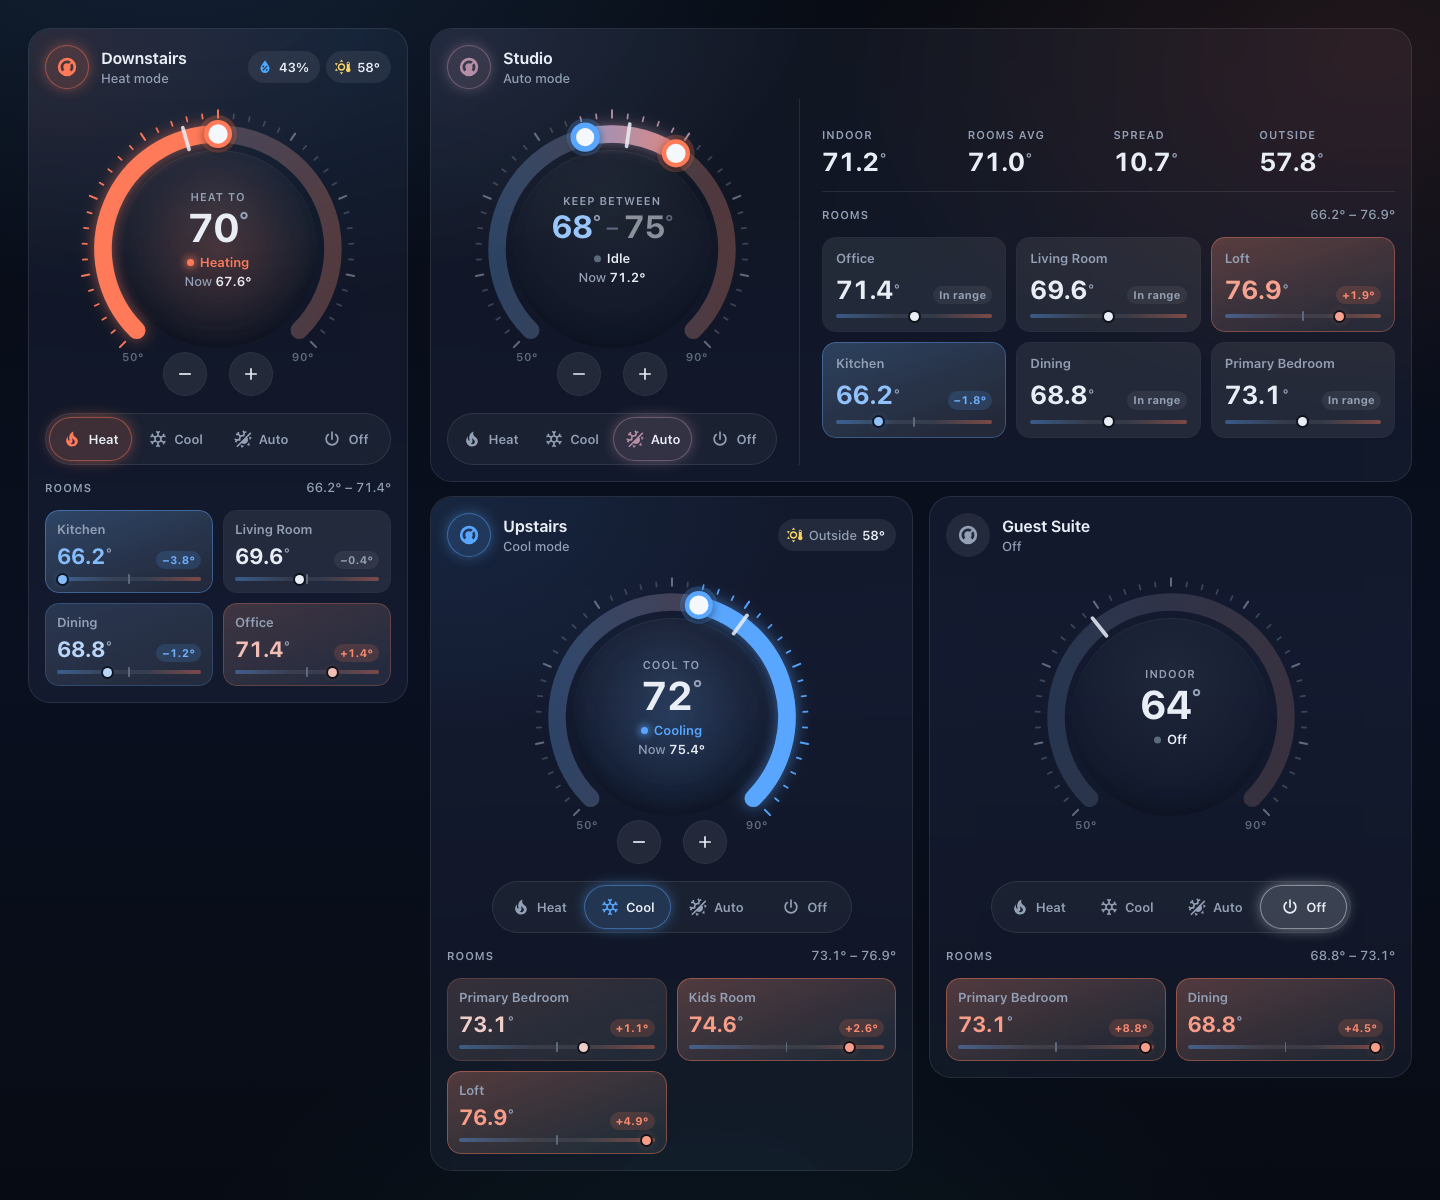 Downstairs
Heat mode
43%
58°
HEAT TO
70°
Heating
Now 67.6°
50°
90°
Heat
Cool
Auto
Off
ROOMS
66.2° – 71.4°
Kitchen
66.2°
−3.8°
Living Room
69.6°
−0.4°
Dining
68.8°
−1.2°
Office
71.4°
+1.4°
Studio
Auto mode
KEEP BETWEEN
68° – 75°
Idle
Now 71.2°
50°
90°
Heat
Cool
Auto
Off
INDOOR
71.2°
ROOMS AVG
71.0°
SPREAD
10.7°
OUTSIDE
57.8°
ROOMS
66.2° – 76.9°
Office
71.4°
In range
Living Room
69.6°
In range
Loft
76.9°
+1.9°
Kitchen
66.2°
−1.8°
Dining
68.8°
In range
Primary Bedroom
73.1°
In range
Upstairs
Cool mode
Outside 58°
COOL TO
72°
Cooling
Now 75.4°
50°
90°
Heat
Cool
Auto
Off
ROOMS
73.1° – 76.9°
Primary Bedroom
73.1°
+1.1°
Kids Room
74.6°
+2.6°
Loft
76.9°
+4.9°
Guest Suite
Off
INDOOR
64°
Off
50°
90°
Heat
Cool
Auto
Off
ROOMS
68.8° – 73.1°
Primary Bedroom
73.1°
+8.8°
Dining
68.8°
+4.5°